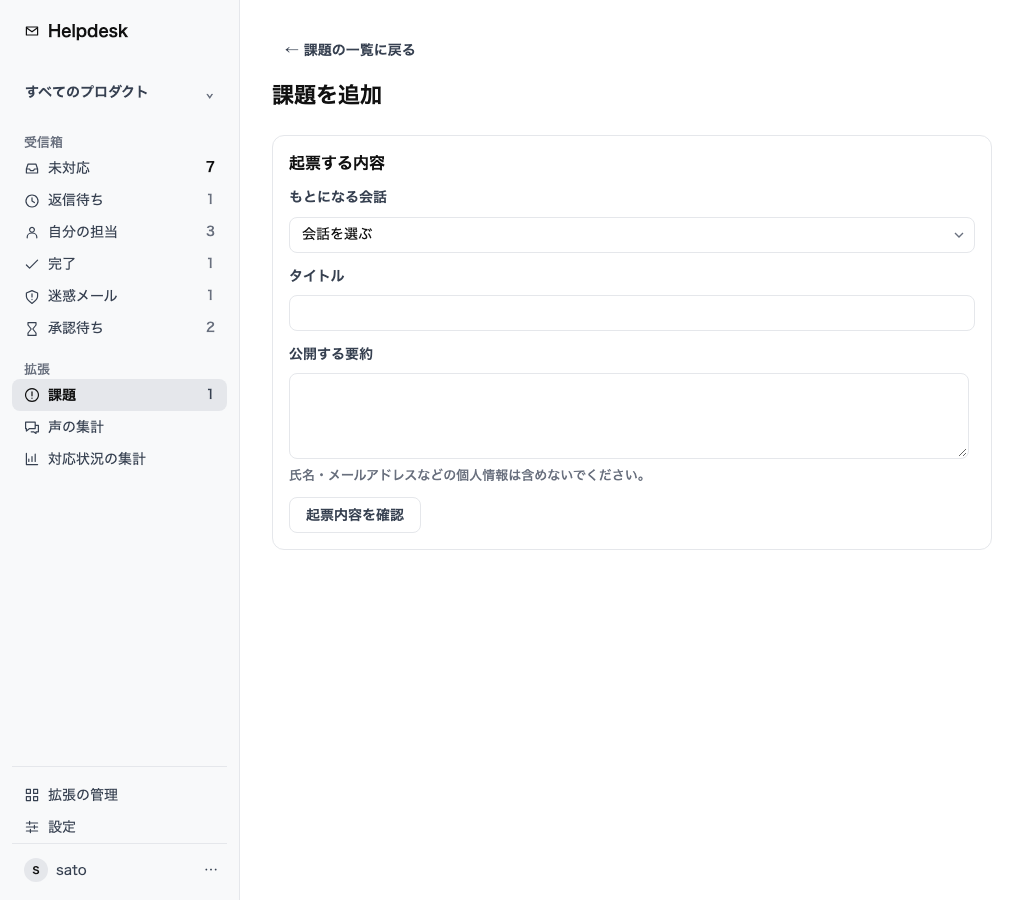 Helpdesk
すべてのプロダクト
受信箱
未対応 7
返信待ち 1
自分の担当 3
完了 1
迷惑メール 1
承認待ち 2
拡張
課題 1
声の集計
対応状況の集計
拡張の管理
設定
S sato ...
← 課題の一覧に戻る
課題を追加
起票する内容
もとになる会話
会話を選ぶ
タイトル
公開する要約
氏名・メールアドレスなどの個人情報は含めないでください。
起票内容を確認